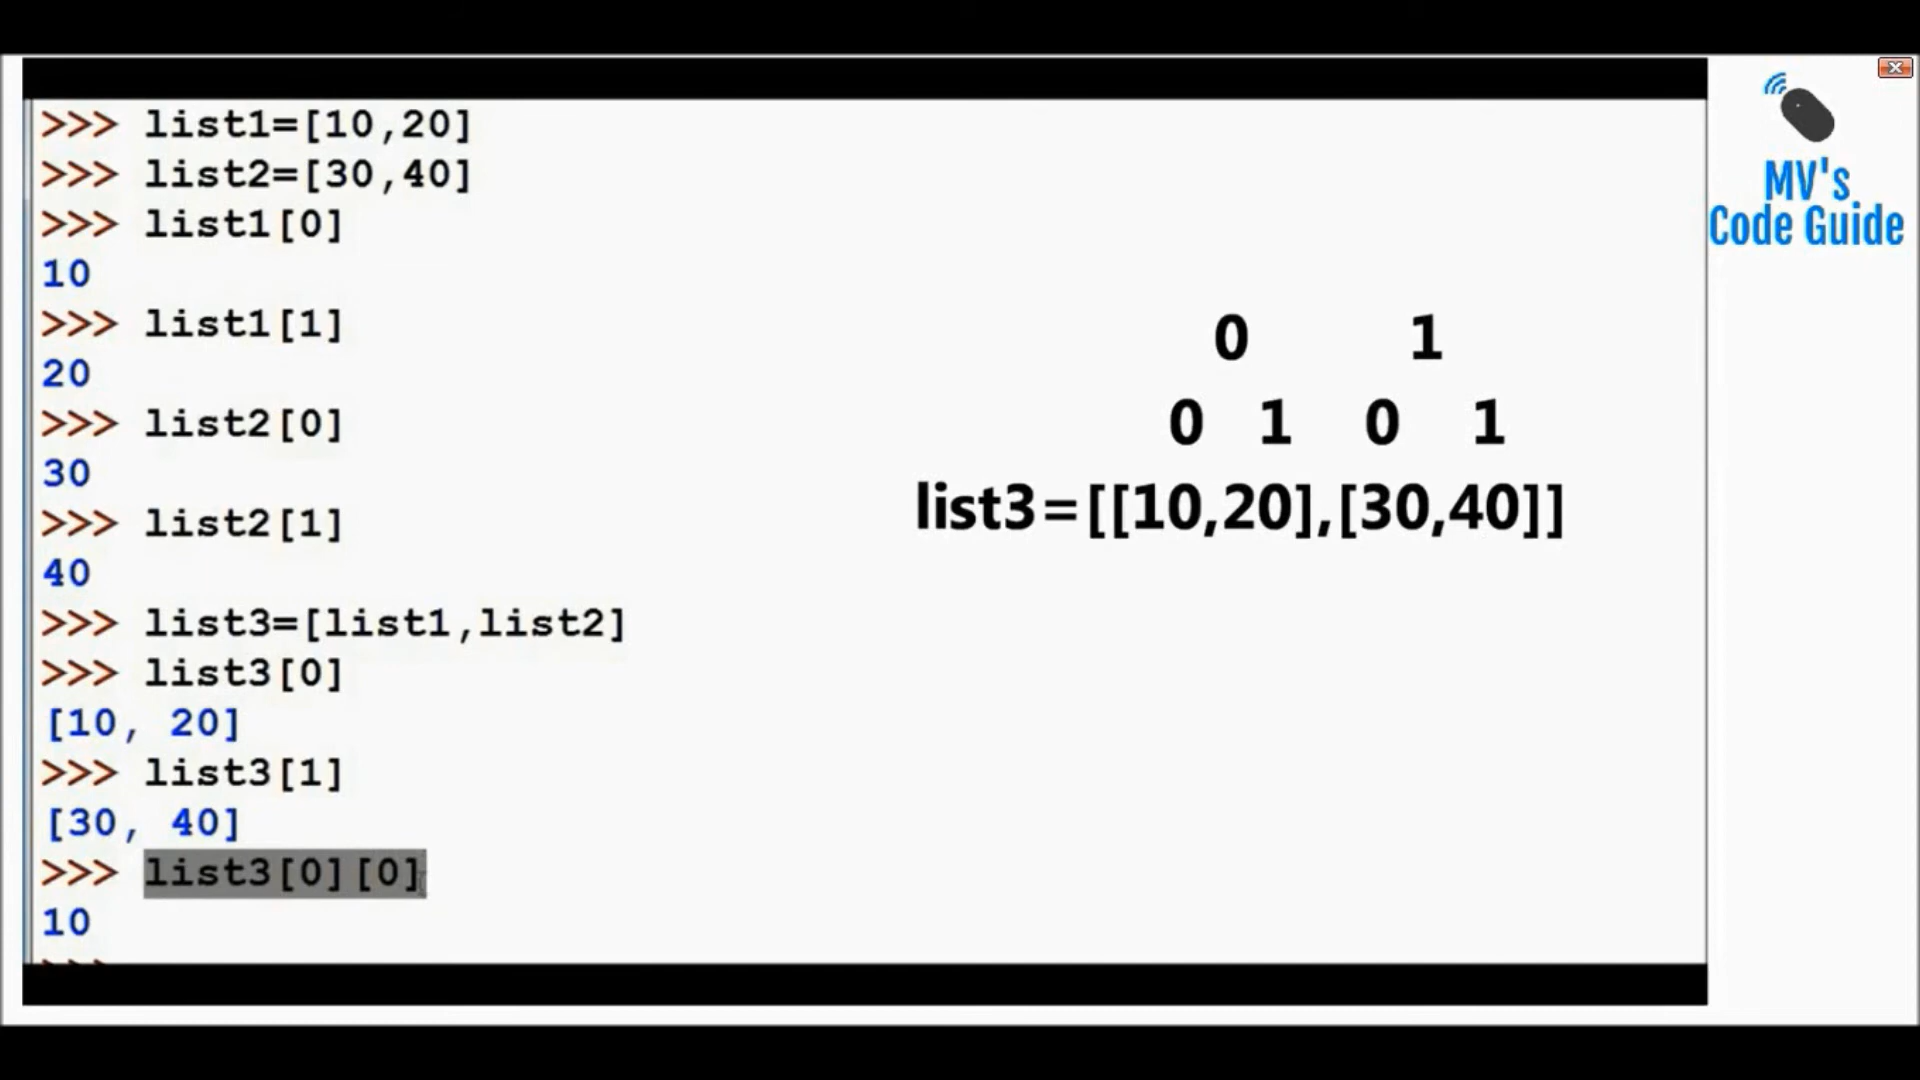 >>> list1=[10,20]
>>> list2=[30,40]
>>> list1[0]
10
>>> list1[1]
20
>>> list2[0]
30
>>> list2[1]
40
>>> list3=[list1,list2]
>>> list3[0]
[10, 20]
>>> list3[1]
[30, 40]
>>> list3[0][0]
10
>>>
0 1
0 1 0 1
list3=[[10,20],[30,40]]
MV's
Code Guide